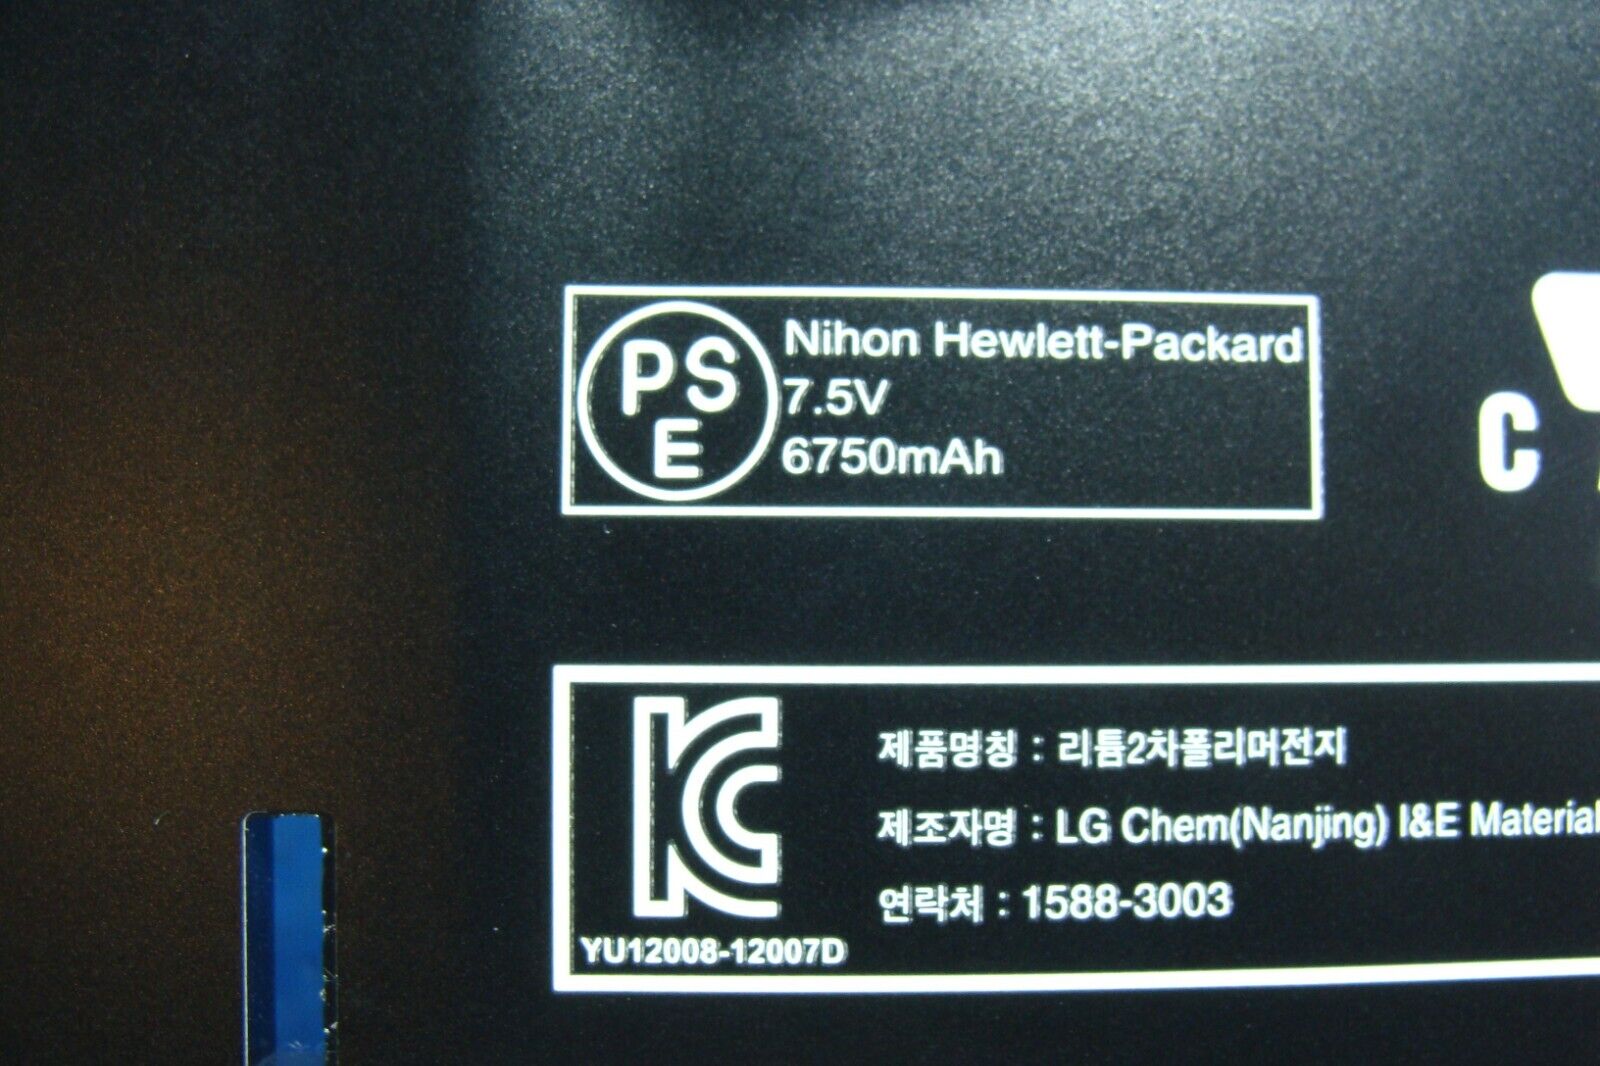 PS
E
Nihon Hewlett-Packard
7.5V
6750mAh
C
KC
YU12008-12007D
제품명칭 : 리튬2차폴리머전지
제조자명 : LG Chem(Nanjing) I&E Material
연락처 : 1588-3003